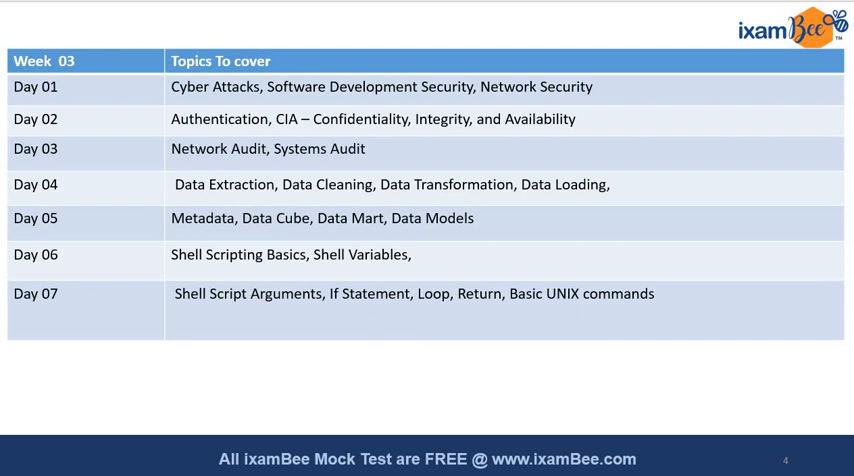 ixamBee TM
Week 03 Topics To cover
Day 01 Cyber Attacks, Software Development Security, Network Security
Day 02 Authentication, CIA – Confidentiality, Integrity, and Availability
Day 03 Network Audit, Systems Audit
Day 04 Data Extraction, Data Cleaning, Data Transformation, Data Loading,
Day 05 Metadata, Data Cube, Data Mart, Data Models
Day 06 Shell Scripting Basics, Shell Variables,
Day 07 Shell Script Arguments, If Statement, Loop, Return, Basic UNIX commands
All ixamBee Mock Test are FREE @ www.ixamBee.com 4